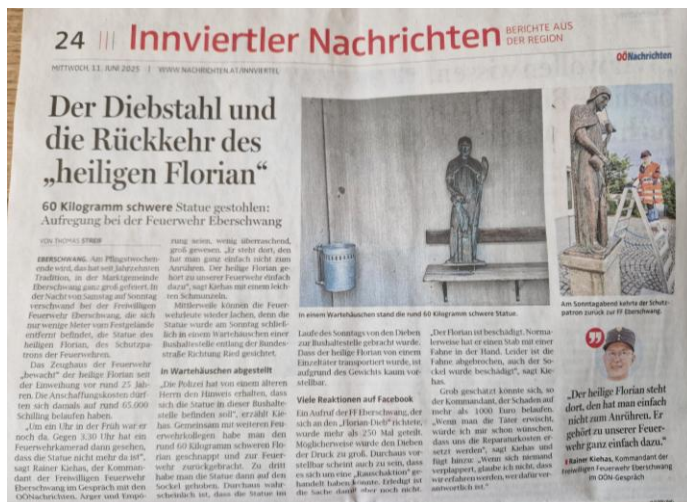 24 ||| Innviertler Nachrichten BERICHTE AUS
DER REGION
OÖNachrichten
MITTWOCH, 11. JUNI 2025 | WWW.NACHRICHTEN.AT/INNVIERTEL
Der Diebstahl und
die Rückkehr des
„heiligen Florian“
60 Kilogramm schwere Statue gestohlen:
Aufregung bei der Feuerwehr Eberschwang
VON THOMAS STREIF
EBERSCHWANG. Am Pfingstwochen-
ende wird, das hat seit Jahrzehnten
Tradition, in der Marktgemeinde
Eberschwang ganz groß gefeiert. In
der Nacht von Samstag auf Sonntag
verschwand bei der Freiwilligen
Feuerwehr Eberschwang, die sich
nur wenige Meter vom Festgelände
entfernt befindet, die Statue des
heiligen Florian, des Schutzpa-
trons der Feuerwehren.
Das Zeughaus der Feuerwehr
„bewacht“ der heilige Florian seit
der Einweihung vor rund 25 Jah-
ren. Die Anschaffungskosten dürf-
ten sich damals auf rund 65.000
Schilling belaufen haben.
„Um ein Uhr in der Früh war er
noch da. Gegen 3.30 Uhr hat ein
Feuerwehrkamerad dann gesehen,
dass die Statue nicht mehr da ist“,
sagt Rainer Kiehas, der Komman-
dant der Freiwilligen Feuerwehr
Eberschwang im Gespräch mit den
OÖNachrichten. Ärger und Empö-
rung seien, wenig überraschend,
groß gewesen. „Er steht dort, den
hat man ganz einfach nicht zum
Anrühren. Der heilige Florian ge-
hört zu unserer Feuerwehr einfach
dazu“, sagt Kiehas mit einem leich-
ten Schmunzeln.
Mittlerweile können die Feuer-
wehrleute wieder lachen, denn die
Statue wurde am Sonntag schließ-
lich in einem Wartehäuschen einer
Bushaltestelle entlang der Bundes-
straße Richtung Ried gesichtet.
In Wartehäuschen abgestellt
„Die Polizei hat von einem älteren
Herrn den Hinweis erhalten, dass
sich die Statue in dieser Bushalte-
stelle befinden soll“, erzählt Kie-
has. Gemeinsam mit weiteren Feu-
erwehrkollegen habe man den
rund 60 Kilogramm schweren Flo-
rian geschnappt und zur Feuer-
wehr zurückgebracht. Zu dritt
habe man die Statue dann auf den
Sockel gehoben. Durchaus wahr-
scheinlich ist, dass die Statue im
In einem Wartehäuschen stand die rund 60 Kilogramm schwere Statue.
Laufe des Sonntags von den Dieben
zur Bushaltestelle gebracht wurde.
Dass der heilige Florian von einem
Einzeltäter transportiert wurde, ist
aufgrund des Gewichts kaum vor-
stellbar.
Viele Reaktionen auf Facebook
Ein Aufruf der FF Eberschwang, der
sich an den „Florian-Dieb“ richtete,
wurde mehr als 250 Mal geteilt.
Möglicherweise wurde den Dieben
der Druck zu groß. Durchaus vor-
stellbar scheint auch zu sein, dass
es sich um eine „Rauschaktion“ ge-
handelt haben könnte. Erledigt ist
die Sache damit aber noch nicht.
„Der Florian ist beschädigt. Norma-
lerweise hat er einen Stab mit einer
Fahne in der Hand. Leider ist die
Fahne abgebrochen, auch der So-
ckel wurde beschädigt“, sagt Kie-
has.
Grob geschätzt könnte sich, so
der Kommandant, der Schaden auf
mehr als 1000 Euro belaufen.
„Wenn man die Täter erwischt,
würde ich mir schon wünschen,
dass uns die Reparaturkosten er-
setzt werden“, sagt Kiehas und
fügt hinzu: „Wenn sich niemand
verplappert, glaube ich nicht, dass
wir erfahren werden, wer dafür ver-
antwortlich ist.“
Am Sonntagabend kehrte der Schutz-
patron zurück zur FF Eberschwang.
„Der heilige Florian steht
dort, den hat man einfach
nicht zum Anrühren. Er
gehört zu unserer Feuer-
wehr ganz einfach dazu.“
Rainer Kiehas, Kommandant der
Freiwilligen Feuerwehr Eberschwang
im OÖN-Gespräch